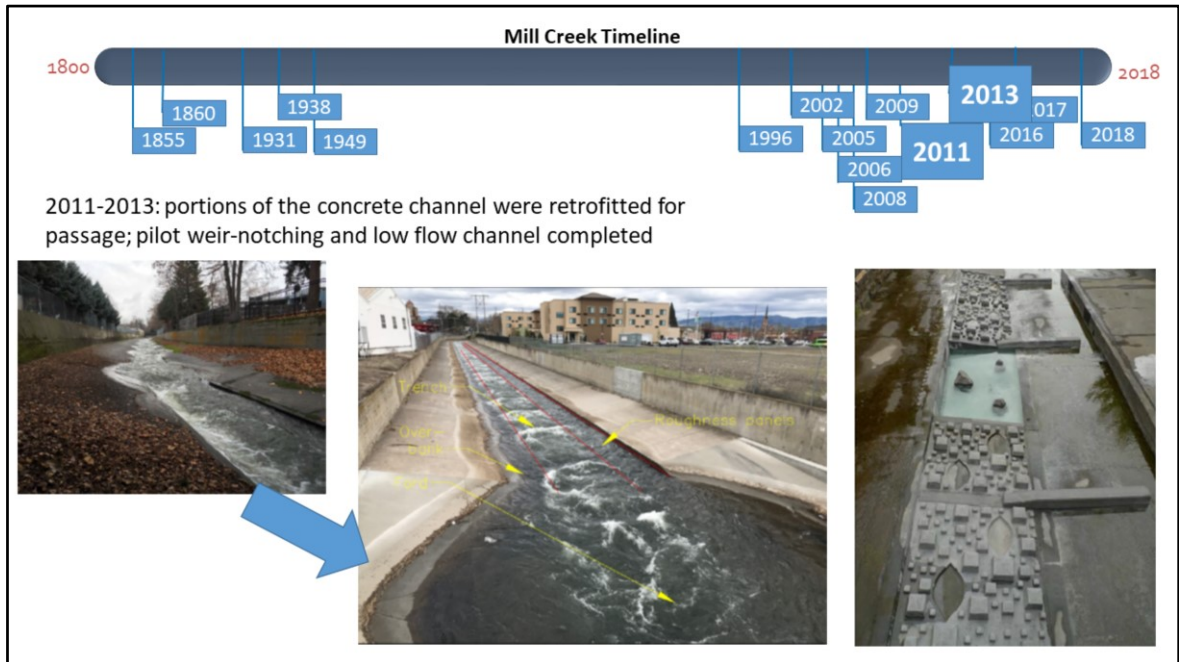 Mill Creek Timeline
1800
2018
1860
1938
2002
2009
2013
017
1855
1931
1949
1996
2005
2011
2016
2018
2006
2008
2011-2013: portions of the concrete channel were retrofitted for
passage; pilot weir-notching and low flow channel completed
Trench
Roughness panels
Over-
bank